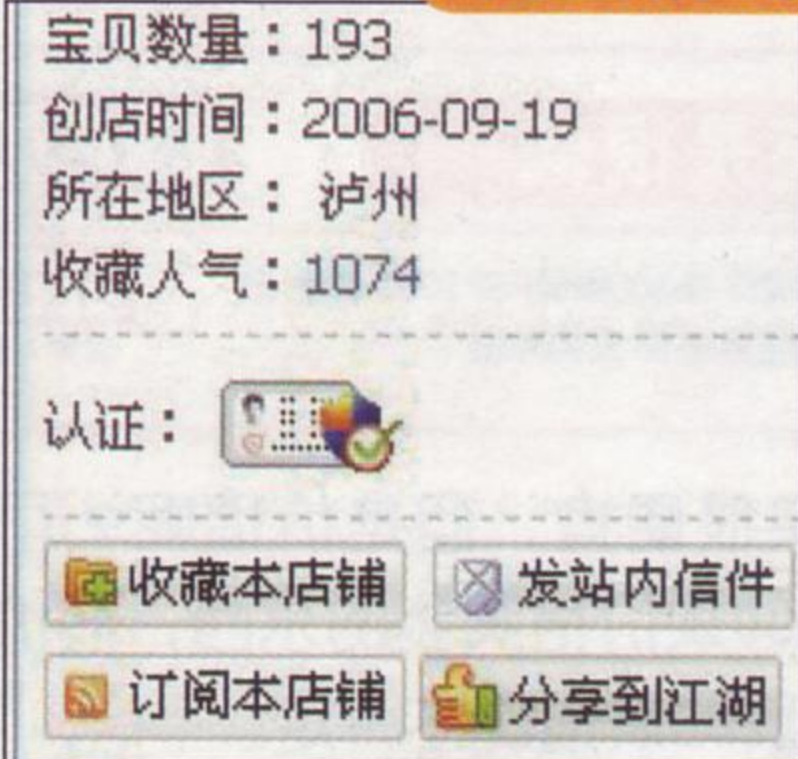 宝贝数量：193
创店时间：2006-09-19
所在地区： 泸州
收藏人气：1074
认证：
收藏本店铺 发站内信件
订阅本店铺 分享到江湖